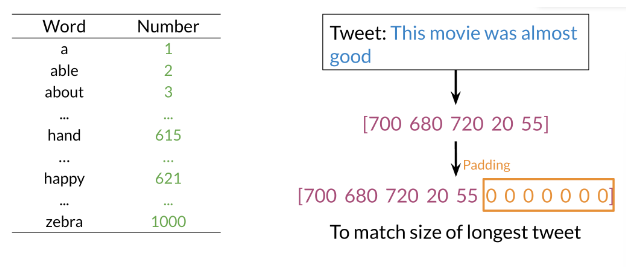 Word Number
a 1
able 2
about 3
... ...
hand 615
... ...
happy 621
... ...
zebra 1000
Tweet: This movie was almost
good
[700 680 720 20 55]
Padding
[700 680 720 20 55 0 0 0 0 0 0 0]
To match size of longest tweet